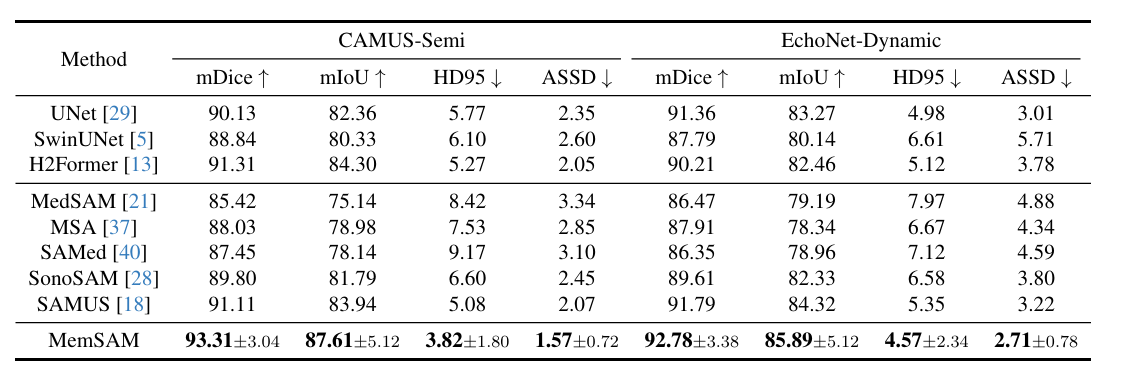 Method CAMUS-Semi EchoNet-Dynamic
mDice ↑ mIoU ↑ HD95 ↓ ASSD ↓ mDice ↑ mIoU ↑ HD95 ↓ ASSD ↓
UNet [29] 90.13 82.36 5.77 2.35 91.36 83.27 4.98 3.01
SwinUNet [5] 88.84 80.33 6.10 2.60 87.79 80.14 6.61 5.71
H2Former [13] 91.31 84.30 5.27 2.05 90.21 82.46 5.12 3.78
MedSAM [21] 85.42 75.14 8.42 3.34 86.47 79.19 7.97 4.88
MSA [37] 88.03 78.98 7.53 2.85 87.91 78.34 6.67 4.34
SAMed [40] 87.45 78.14 9.17 3.10 86.35 78.96 7.12 4.59
SonoSAM [28] 89.80 81.79 6.60 2.45 89.61 82.33 6.58 3.80
SAMUS [18] 91.11 83.94 5.08 2.07 91.79 84.32 5.35 3.22
MemSAM 93.31±3.04 87.61±5.12 3.82±1.80 1.57±0.72 92.78±3.38 85.89±5.12 4.57±2.34 2.71±0.78